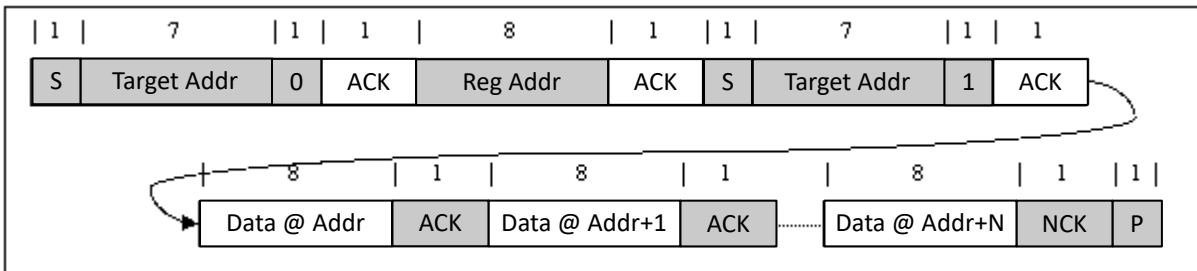 | 1 | 7 | 1 | 1 | 8 | 1 | 1 | 7 | 1 | 1
S Target Addr 0 ACK Reg Addr ACK S Target Addr 1 ACK
| 8 | 1 | 8 | 1 | 8 | 1 | 1 |
Data @ Addr ACK Data @ Addr+1 ACK Data @ Addr+N NCK P